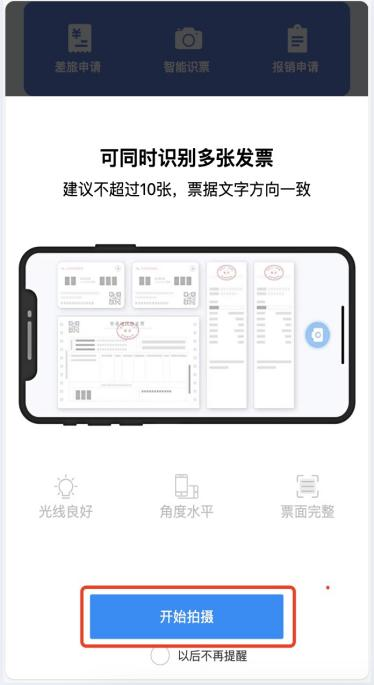 差旅申请 智能识票 报销申请
可同时识别多张发票
建议不超过10张，票据文字方向一致
光线良好 角度水平 票面完整
开始拍摄
以后不再提醒